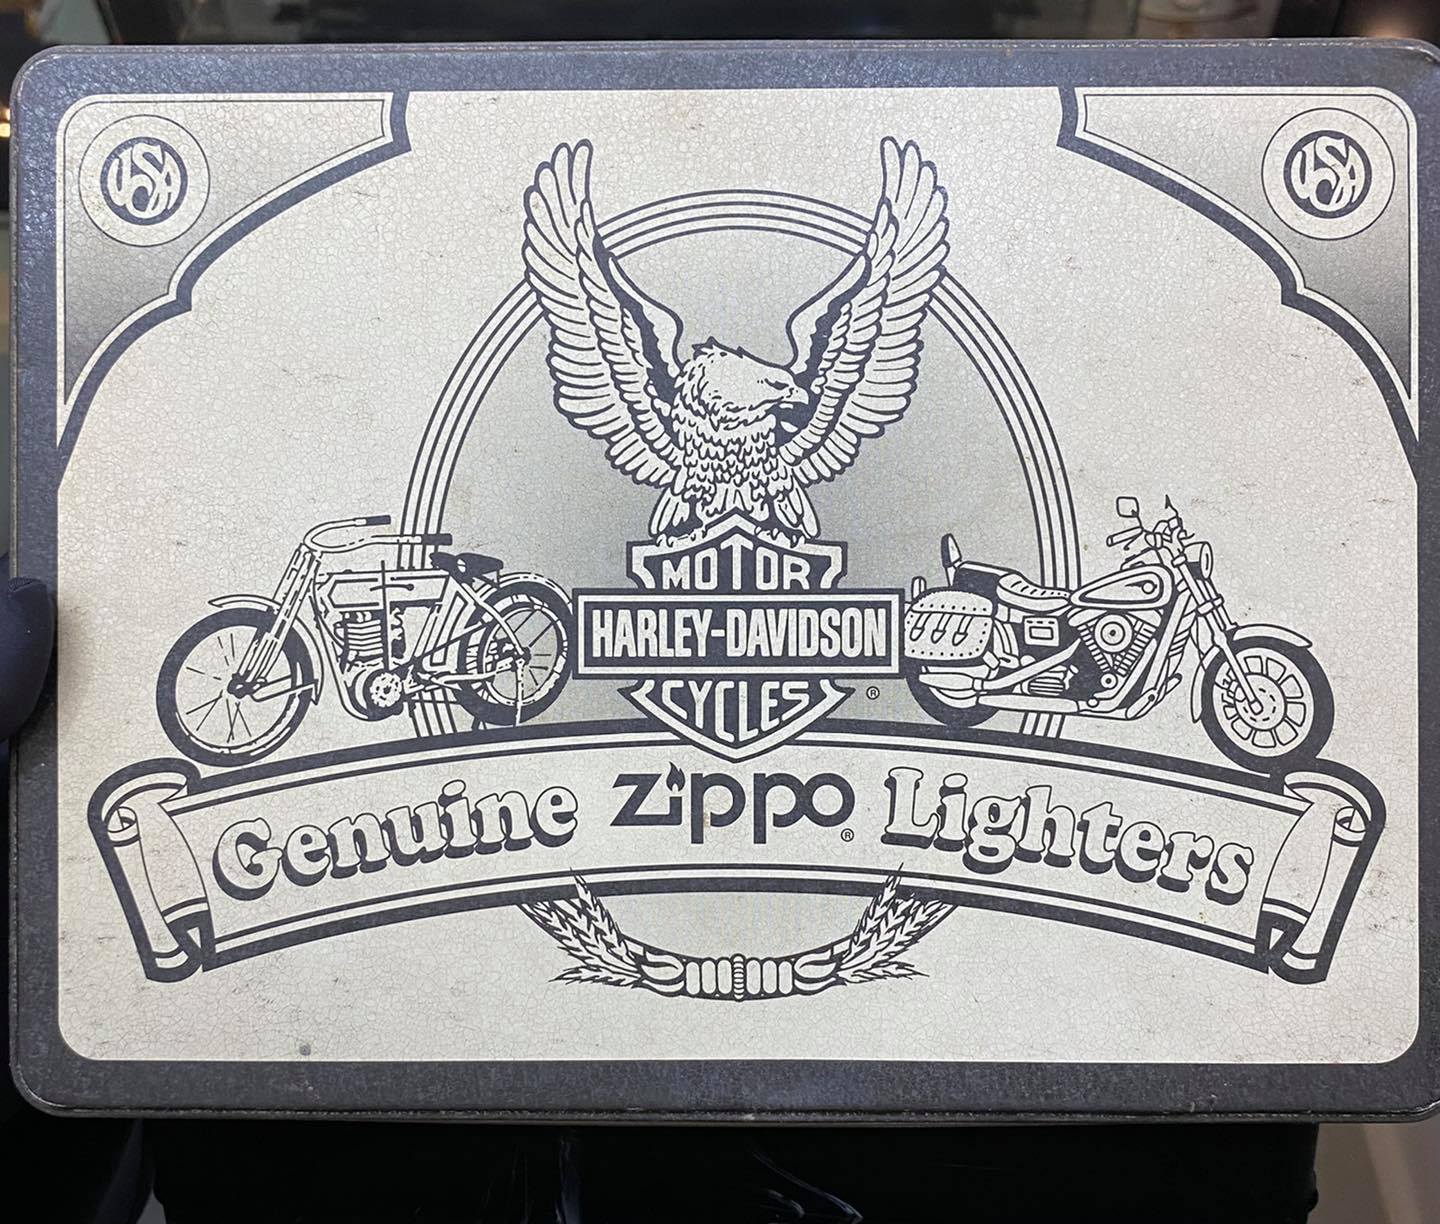 USA
USA
MOTOR
HARLEY-DAVIDSON
CYCLES ®
Genuine zippo® Lighters